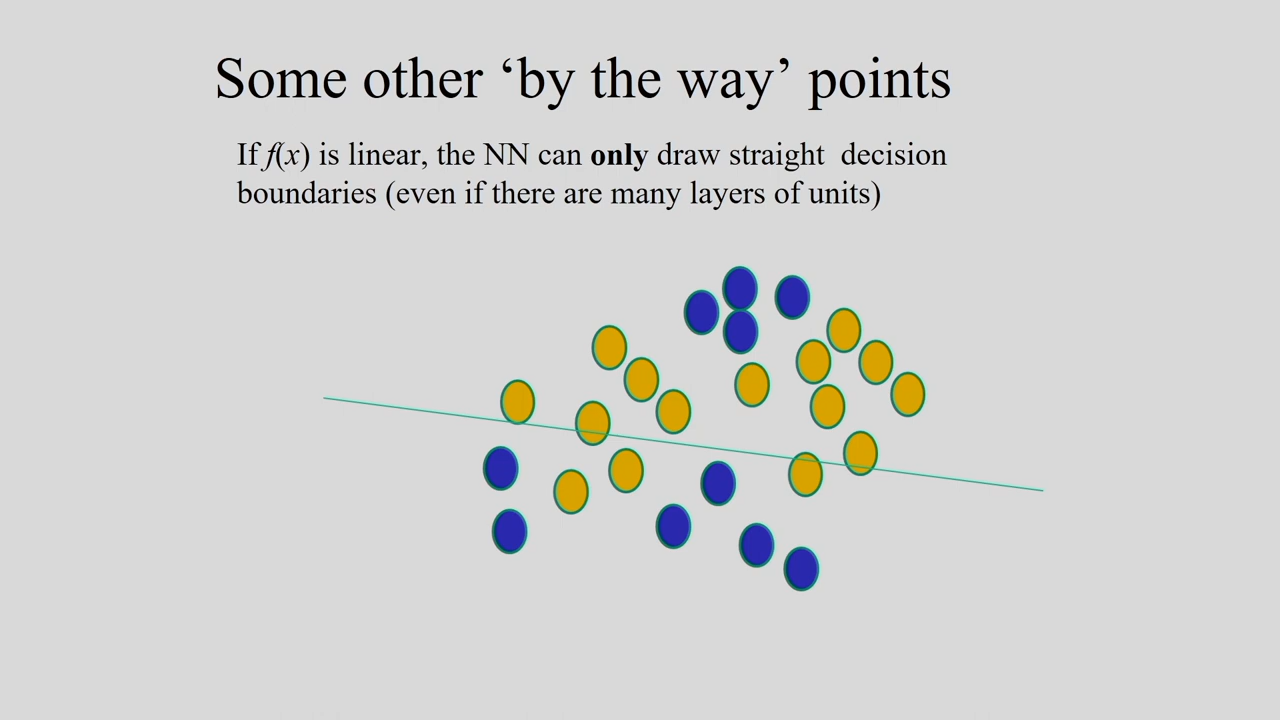 Some other ‘by the way’ points
If f(x) is linear, the NN can only draw straight decision
boundaries (even if there are many layers of units)